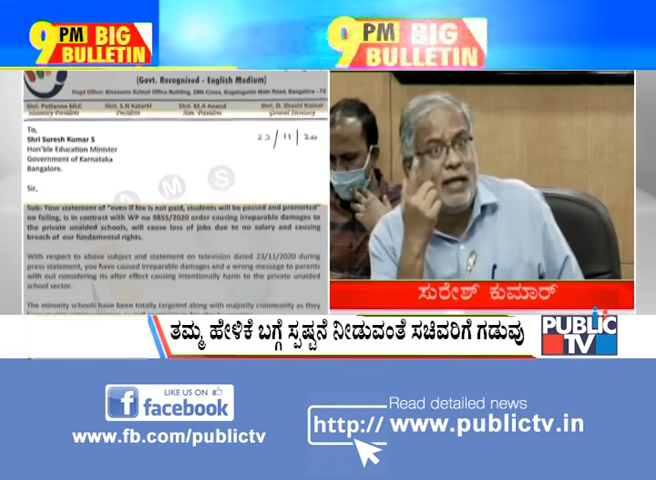 9 PM BIG BULLETIN
9 PM BIG BULLETIN
(Govt. Recognised - English Medium)
Regd Office: Blossoms School Office Building, 29th Cross, Magalagunte Main Road, Bangalore - 73
Shri. Puttanna MLC Shri. S.N Katarki Shri. M.A Anand Shri. D. Shashi Kumar
Honorary President President Hon. President General Secretary
To,
23/11/20
Shri Suresh Kumar S
Hon'ble Education Minister
Government of Karnataka
Bangalore.
Sir,
A M S
Sub: Your statement of "even if fee is not paid, students will be passed and promoted"
no failing, is in contrast with WP no 9855/2020 order causing irreparable damages to
the private unaided schools, will cause loss of jobs due to no salary and causing
breach of our fundamental rights.
With respect to above subject and statement on television dated 23/11/2020 during
press statement, you have caused irreparable damages and a wrong message to parents
with out considering its after effect causing intentionally harm to the private unaided
school sector.
The minority schools have been totally targeted along with majority community as they
ಸುರೇಶ್ ಕುಮಾರ್
ತಮ್ಮ ಹೇಳಿಕೆ ಬಗ್ಗೆ ಸ್ಪಷ್ಟನೆ ನೀಡುವಂತೆ ಸಚಿವರಿಗೆ ಗಡುವು
PUBLiC TV
LIKE US ON
facebook
www.fb.com/publictv
Read detailed news
http:// www.publictv.in